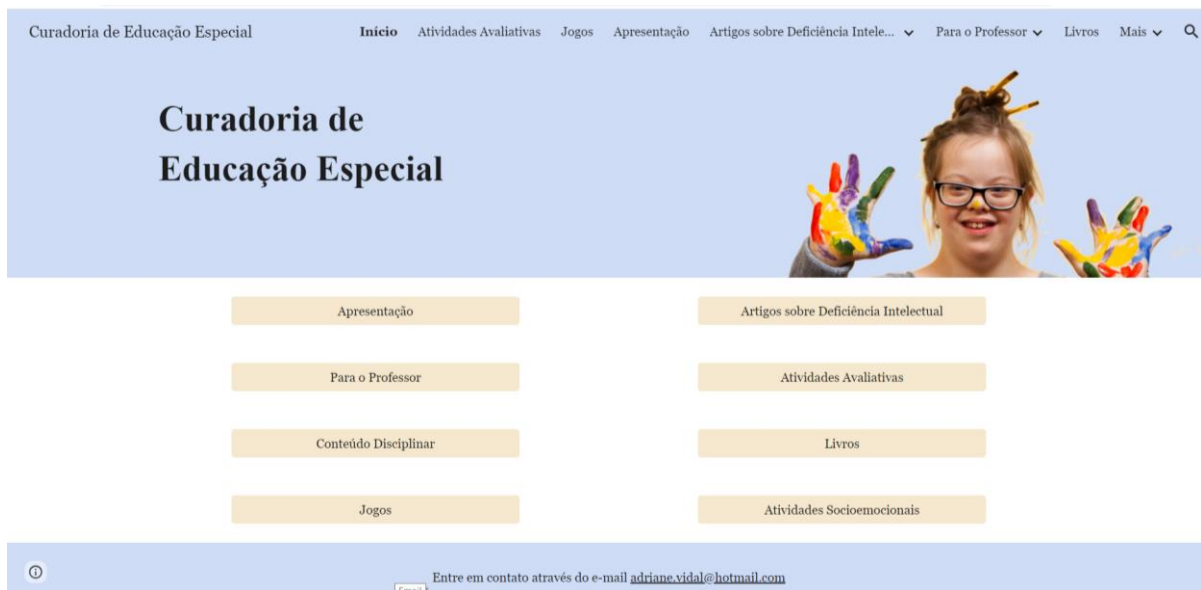 Curadoria de Educação Especial
Início Atividades Avaliativas Jogos Apresentação Artigos sobre Deficiência Intele... Para o Professor Livros Mais
Curadoria de
Educação Especial
Apresentação
Artigos sobre Deficiência Intelectual
Para o Professor
Atividades Avaliativas
Conteúdo Disciplinar
Livros
Jogos
Atividades Socioemocionais
Entre em contato através do e-mail adriane.vidal@hotmail.com